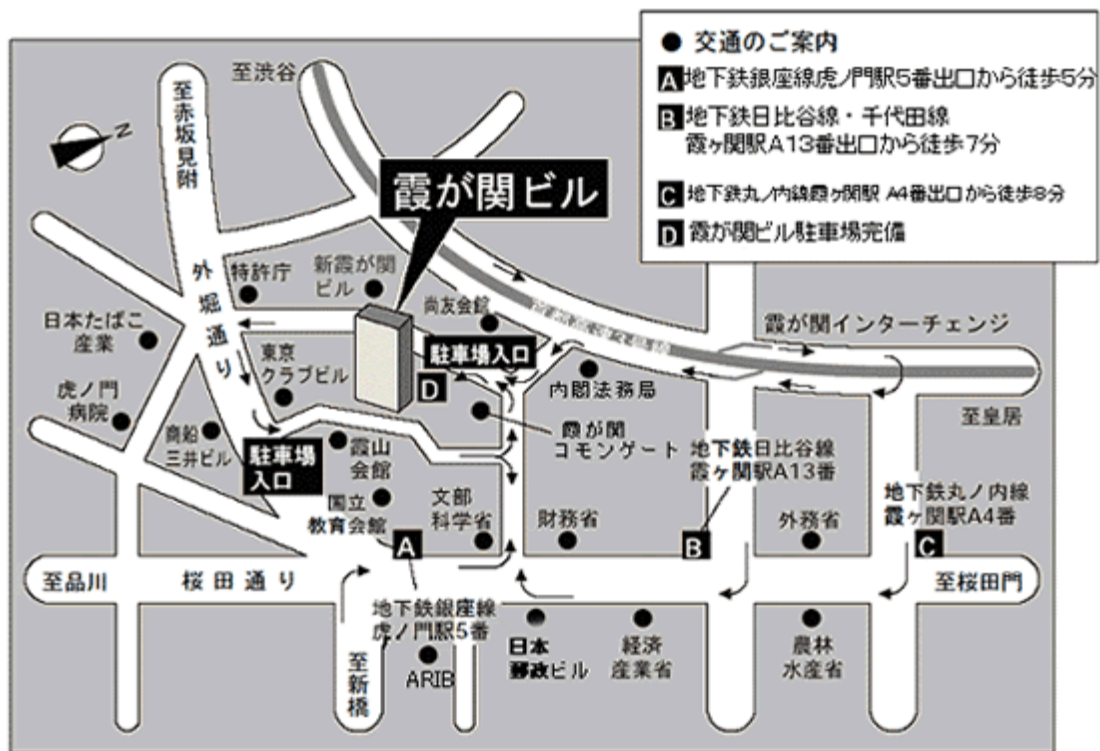 ● 交通のご案内
A 地下鉄銀座線虎ノ門駅5番出口から徒歩5分
B 地下鉄日比谷線・千代田線
霞ヶ関駅A13番出口から徒歩7分
C 地下鉄丸ノ内線霞ヶ関駅 A4番出口から徒歩8分
D 霞が関ビル駐車場完備
至渋谷
至赤坂見附
N
霞が関ビル
外堀通り
特許庁
新霞が関
ビル
尚友会館
日本たばこ
産業
東京
クラブビル
駐車場入口
D
内閣法務局
霞が関インターチェンジ
至皇居
虎ノ門
病院
商船
三井ビル
駐車場
入口
霞山
会館
霞が関
コモンゲート
地下鉄日比谷線
霞ヶ関駅A13番
地下鉄丸ノ内線
霞ヶ関駅A4番
国立
教育会館
文部
科学省
財務省
外務省
A
B
C
至品川
桜田通り
至桜田門
地下鉄銀座線
虎ノ門駅5番
日本
郵政ビル
経済
産業省
農林
水産省
至新橋
ARIB